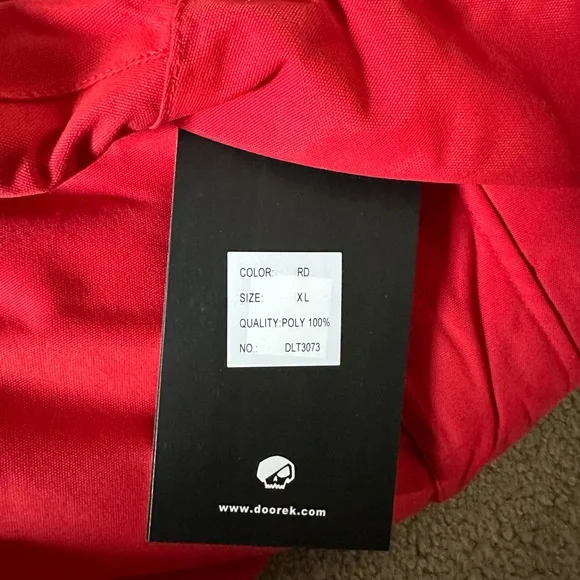 COLOR: RD
SIZE: XL
QUALITY:POLY 100%
NO.: DLT3073
www.doorek.com